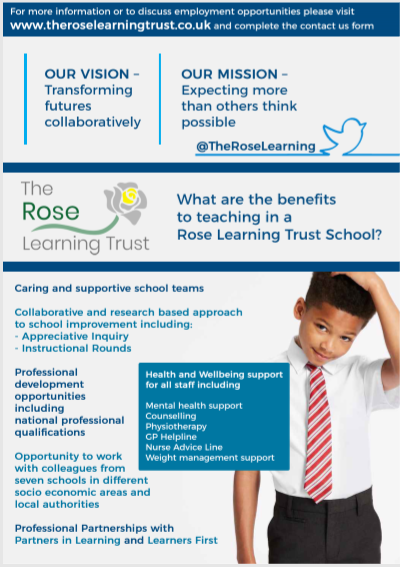 For more information or to discuss employment opportunities please visit
www.theroselearningtrust.co.uk and complete the contact us form
OUR VISION –
Transforming
futures
collaboratively
OUR MISSION –
Expecting more
than others think
possible
@TheRoseLearning
The
Rose
Learning Trust
What are the benefits
to teaching in a
Rose Learning Trust School?
Caring and supportive school teams
Collaborative and research based approach
to school improvement including:
- Appreciative Inquiry
- Instructional Rounds
Professional
development
opportunities
including
national professional
qualifications
Opportunity to work
with colleagues from
seven schools in different
socio economic areas and
local authorities
Professional Partnerships with
Partners in Learning and Learners First
Health and Wellbeing support
for all staff including
Mental health support
Counselling
Physiotherapy
GP Helpline
Nurse Advice Line
Weight management support